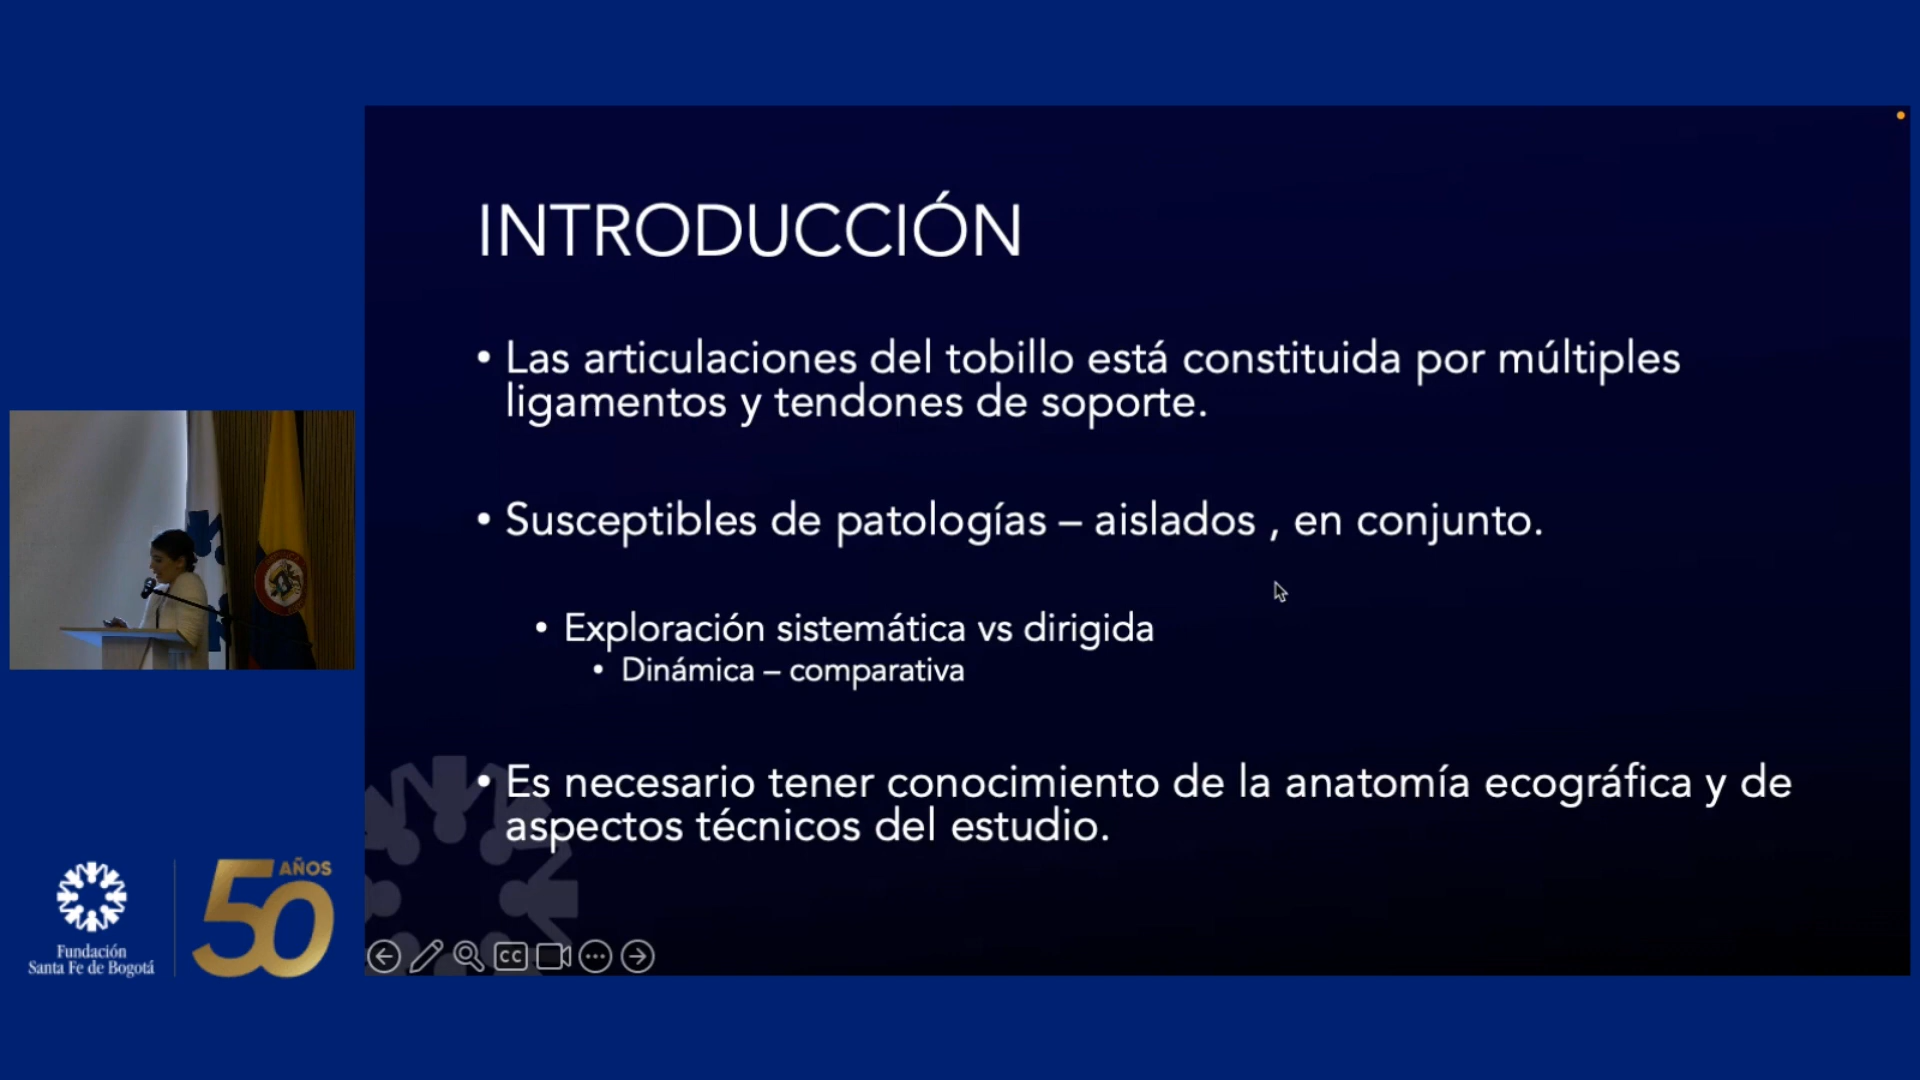 INTRODUCCIÓN
• Las articulaciones del tobillo está constituida por múltiples
ligamentos y tendones de soporte.
• Susceptibles de patologías – aislados , en conjunto.
• Exploración sistemática vs dirigida
• Dinámica – comparativa
• Es necesario tener conocimiento de la anatomía ecográfica y de
aspectos técnicos del estudio.
CC
Fundación
Santa Fe de Bogotá
50 AÑOS